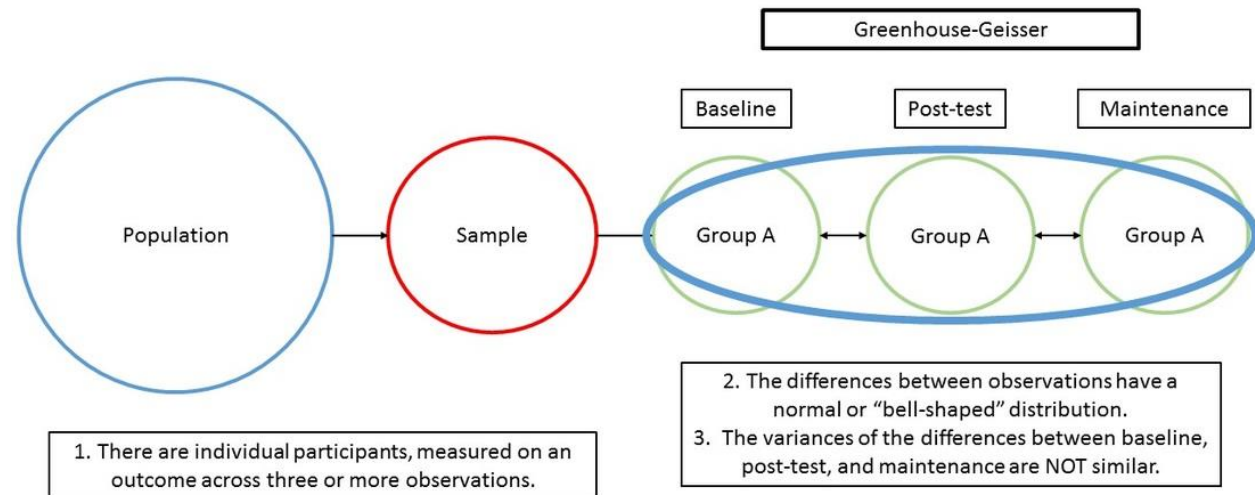 Greenhouse-Geisser
Baseline
Post-test
Maintenance
Population
Sample
Group A
Group A
Group A
1. There are individual participants, measured on an
outcome across three or more observations.
2. The differences between observations have a
normal or “bell-shaped” distribution.
3. The variances of the differences between baseline,
post-test, and maintenance are NOT similar.